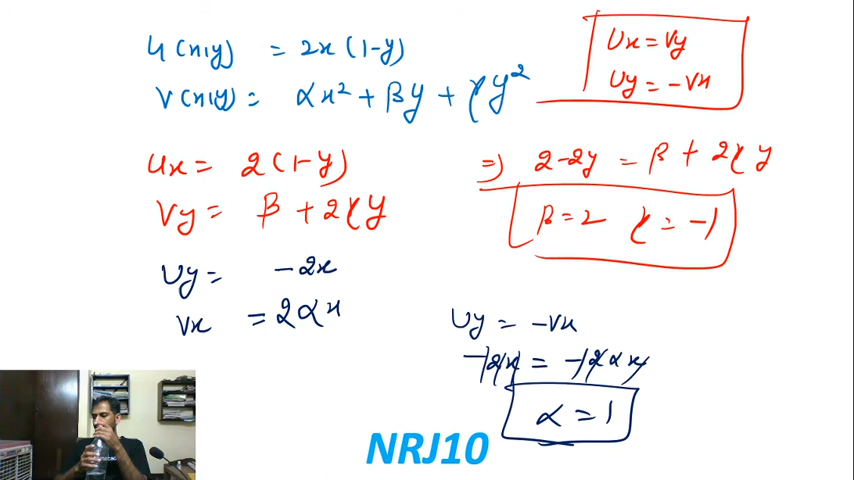 u(x,y) = 2x(1-y)
v(x,y) = αx² + βy + γy²
Ux = Vy
Uy = -Vx
Ux = 2(1-y)
Vy = β + 2γy
=> 2-2y = β + 2γy
β = 2 γ = -1
Uy = -2x
Vx = 2αx
Uy = -Vx
-2x = -2αx
α = 1
NRJ10